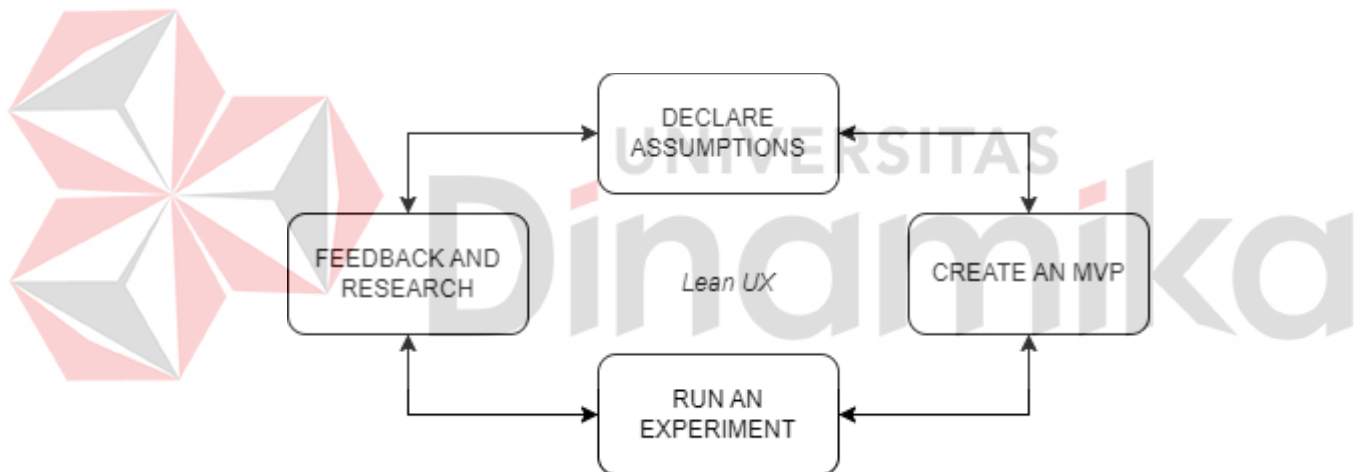 DECLARE
ASSUMPTIONS
UNIVERSITAS
Dinamika
FEEDBACK AND
RESEARCH
Lean UX
CREATE AN MVP
RUN AN
EXPERIMENT